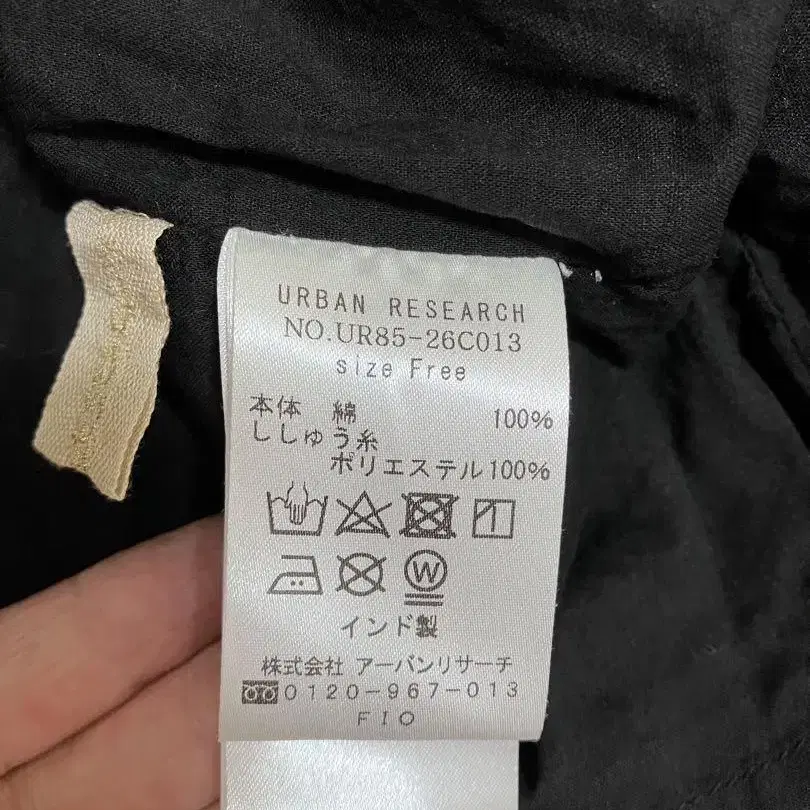 URBAN RESEARCH
NO.UR85-26C013
size Free
本体 綿 100%
ししゅう糸
ポリエステル100%
W
インド製
株式会社 アーバンリサーチ
0120-967-013
FIO